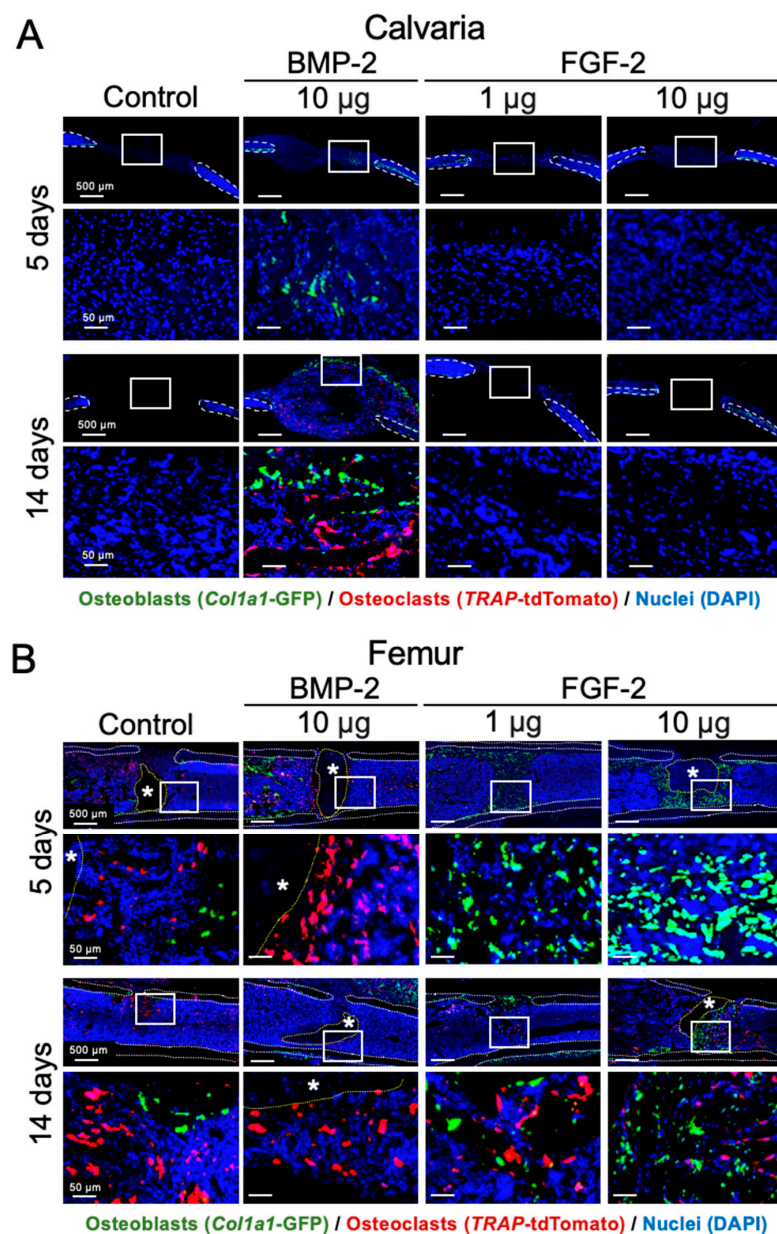 A
Calvaria
BMP-2 FGF-2
Control 10 µg 1 µg 10 µg
5 days
500 µm
50 µm
14 days
500 µm
50 µm
Osteoblasts (Col1a1-GFP) / Osteoclasts (TRAP-tdTomato) / Nuclei (DAPI)
B
Femur
BMP-2 FGF-2
Control 10 µg 1 µg 10 µg
5 days
* * *
500 µm
* *
50 µm
14 days
* *
500 µm
*
50 µm
Osteoblasts (Col1a1-GFP) / Osteoclasts (TRAP-tdTomato) / Nuclei (DAPI)